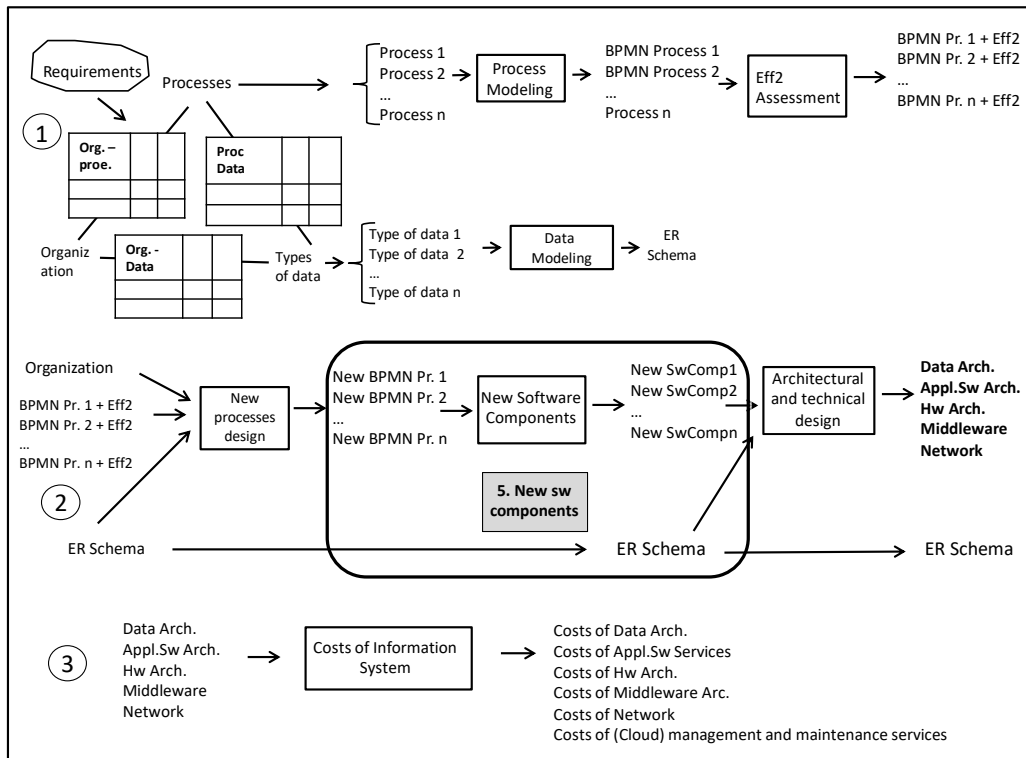 Requirements
Processes
Process 1
Process 2
...
Process n
Process
Modeling
BPMN Process 1
BPMN Process 2
...
Process n
Eff2
Assessment
BPMN Pr. 1 + Eff2
BPMN Pr. 2 + Eff2
...
BPMN Pr. n + Eff2
1
Org. –
proe.
Proc
Data
Organiz
ation
Org. -
Data
Types
of data
Type of data 1
Type of data 2
...
Type of data n
Data
Modeling
ER
Schema
Organization
BPMN Pr. 1 + Eff2
BPMN Pr. 2 + Eff2
...
BPMN Pr. n + Eff2
New
processes
design
New BPMN Pr. 1
New BPMN Pr. 2
...
New BPMN Pr. n
New Software
Components
New SwComp1
New SwComp2
...
New SwCompn
Architectural
and technical
design
Data Arch.
Appl.Sw Arch.
Hw Arch.
Middleware
Network
2
5. New sw
components
ER Schema
ER Schema
ER Schema
3
Data Arch.
Appl.Sw Arch.
Hw Arch.
Middleware
Network
Costs of Information
System
Costs of Data Arch.
Costs of Appl.Sw Services
Costs of Hw Arch.
Costs of Middleware Arc.
Costs of Network
Costs of (Cloud) management and maintenance services